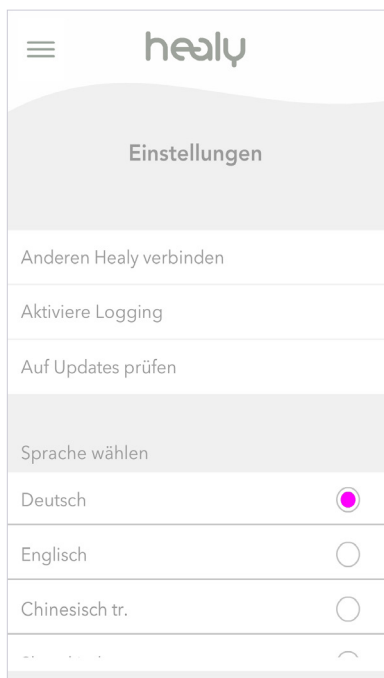 healy
Einstellungen
Anderen Healy verbinden
Aktiviere Logging
Auf Updates prüfen
Sprache wählen
Deutsch
Englisch
Chinesisch tr.